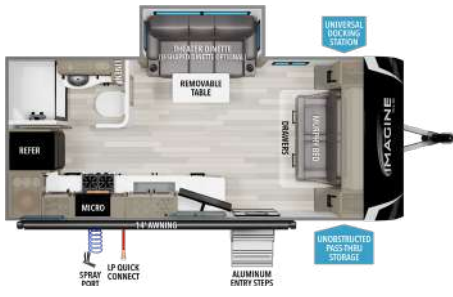 UNIVERSAL
DOCKING
STATION
THEATER DINETTE
(U-SHAPED DINETTE OPTIONAL)
LINEN
REMOVABLE
TABLE
DRAWERS
MURPHY BED
IMAGINE
REFER
MICRO
14' AWNING
SPRAY
PORT
LP QUICK
CONNECT
ALUMINUM
ENTRY STEPS
UNOBSTRUCTED
PASS-THRU
STORAGE